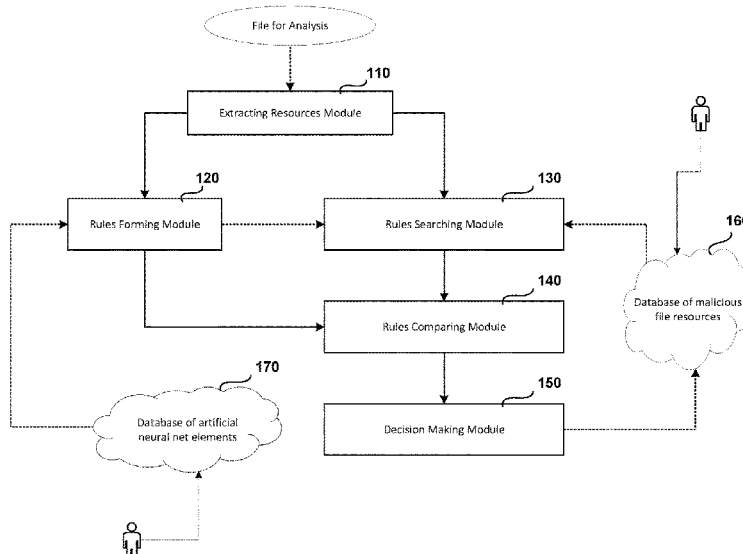 File for Analysis
110
Extracting Resources Module
120
Rules Forming Module
130
Rules Searching Module
160
Database of malicious
file resources
140
Rules Comparing Module
170
Database of artificial
neural net elements
150
Decision Making Module